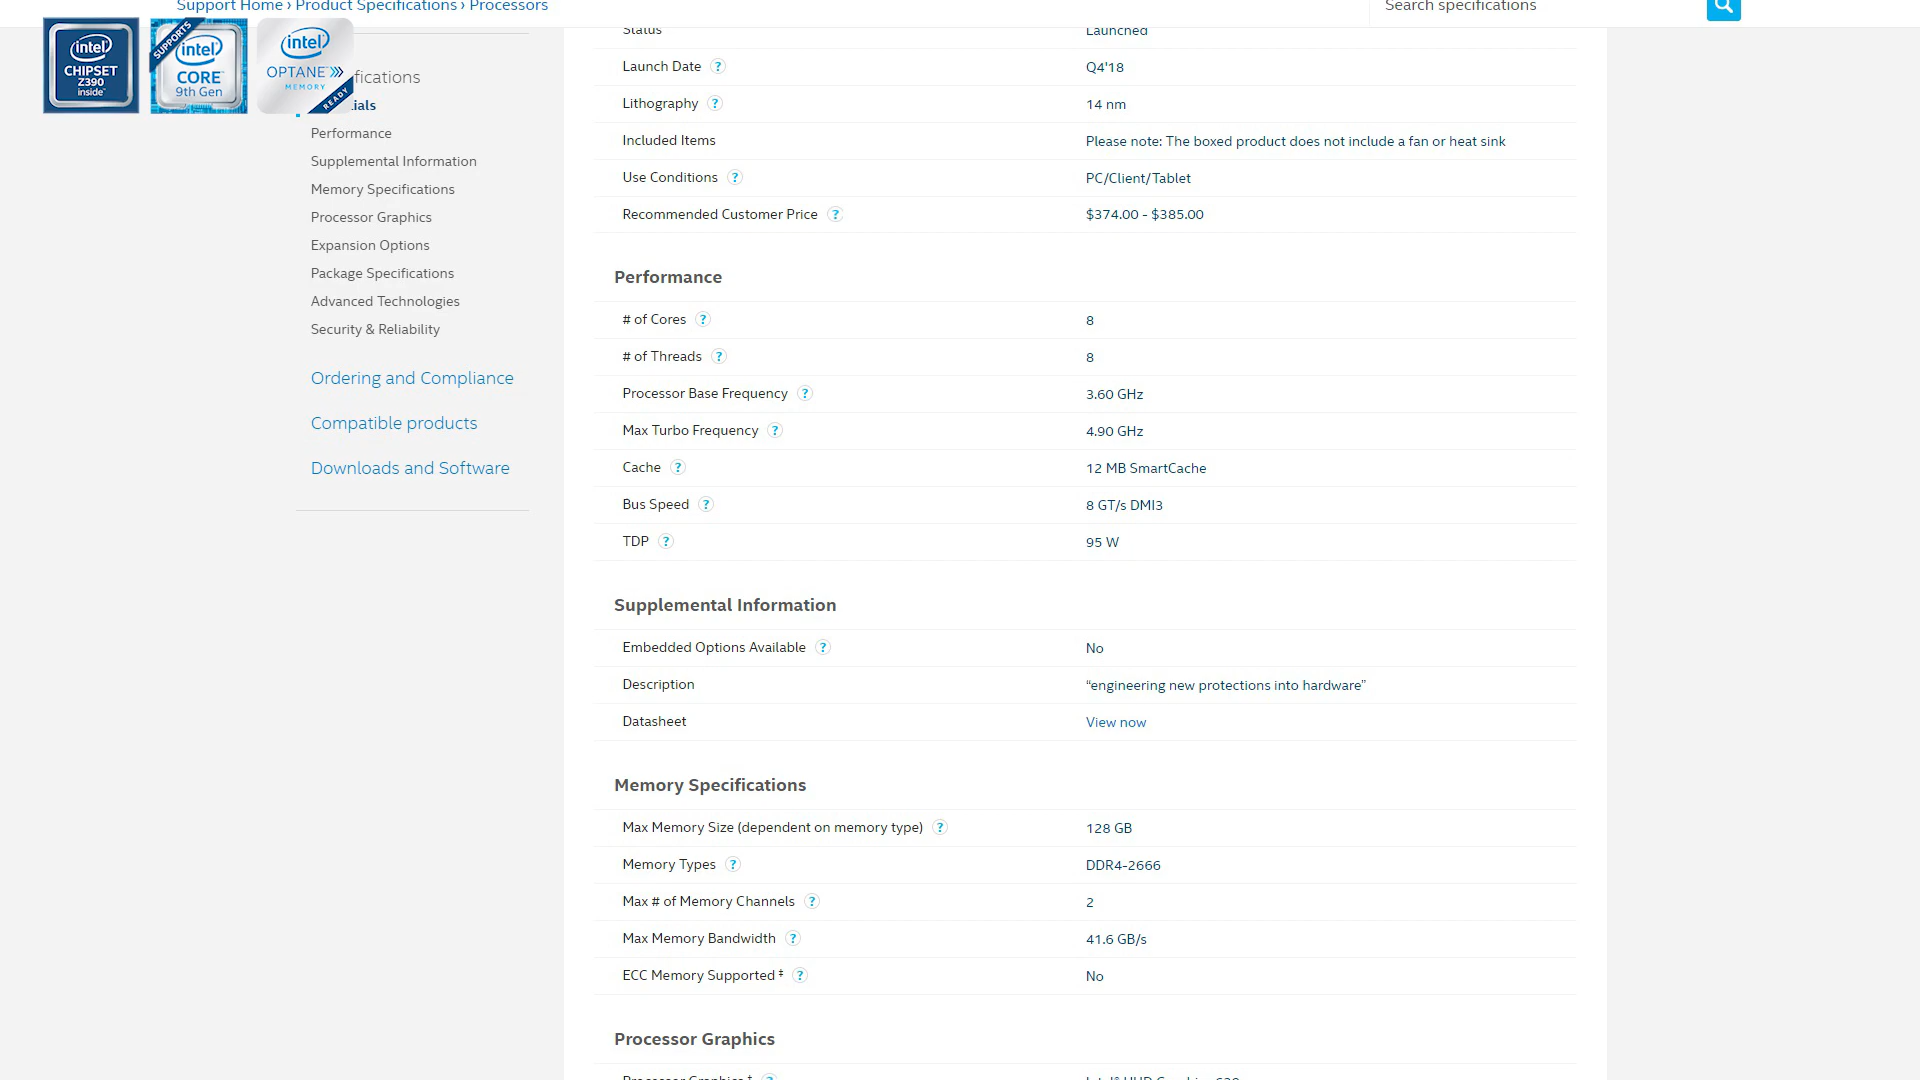 Support Home › Product Specifications › Processors
Search specifications
intel
CHIPSET
Z390
inside
SUPPORTS
intel
CORE
9th Gen
intel
OPTANE
MEMORY
READY
fications
ials
Performance
Supplemental Information
Memory Specifications
Processor Graphics
Expansion Options
Package Specifications
Advanced Technologies
Security & Reliability
Ordering and Compliance
Compatible products
Downloads and Software
Status Launched
Launch Date ? Q4'18
Lithography ? 14 nm
Included Items Please note: The boxed product does not include a fan or heat sink
Use Conditions ? PC/Client/Tablet
Recommended Customer Price ? $374.00 - $385.00
Performance
# of Cores ? 8
# of Threads ? 8
Processor Base Frequency ? 3.60 GHz
Max Turbo Frequency ? 4.90 GHz
Cache ? 12 MB SmartCache
Bus Speed ? 8 GT/s DMI3
TDP ? 95 W
Supplemental Information
Embedded Options Available ? No
Description “engineering new protections into hardware”
Datasheet View now
Memory Specifications
Max Memory Size (dependent on memory type) ? 128 GB
Memory Types ? DDR4-2666
Max # of Memory Channels ? 2
Max Memory Bandwidth ? 41.6 GB/s
ECC Memory Supported ‡ ? No
Processor Graphics